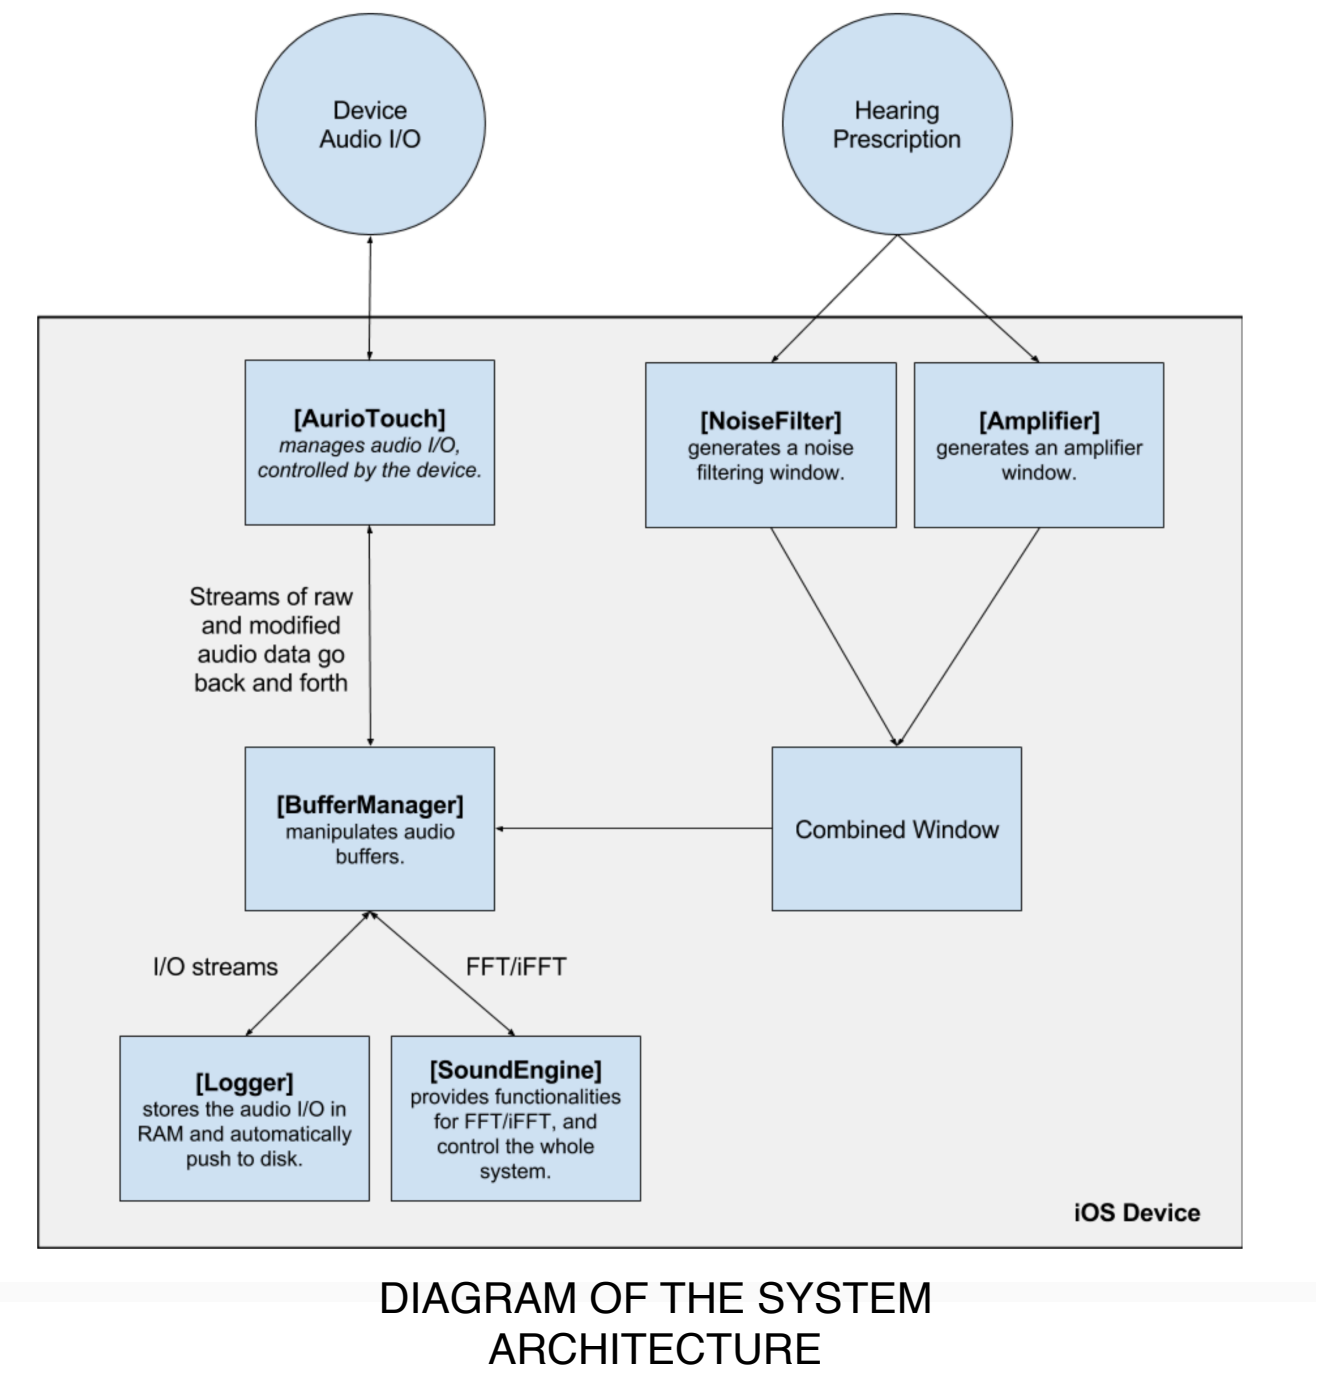 Device
Audio I/O
Hearing
Prescription
[AurioTouch]
manages audio I/O,
controlled by the device.
[NoiseFilter]
generates a noise
filtering window.
[Amplifier]
generates an amplifier
window.
Streams of raw
and modified
audio data go
back and forth
[BufferManager]
manipulates audio
buffers.
Combined Window
I/O streams
FFT/iFFT
[Logger]
stores the audio I/O in
RAM and automatically
push to disk.
[SoundEngine]
provides functionalities
for FFT/iFFT, and
control the whole
system.
iOS Device
DIAGRAM OF THE SYSTEM
ARCHITECTURE